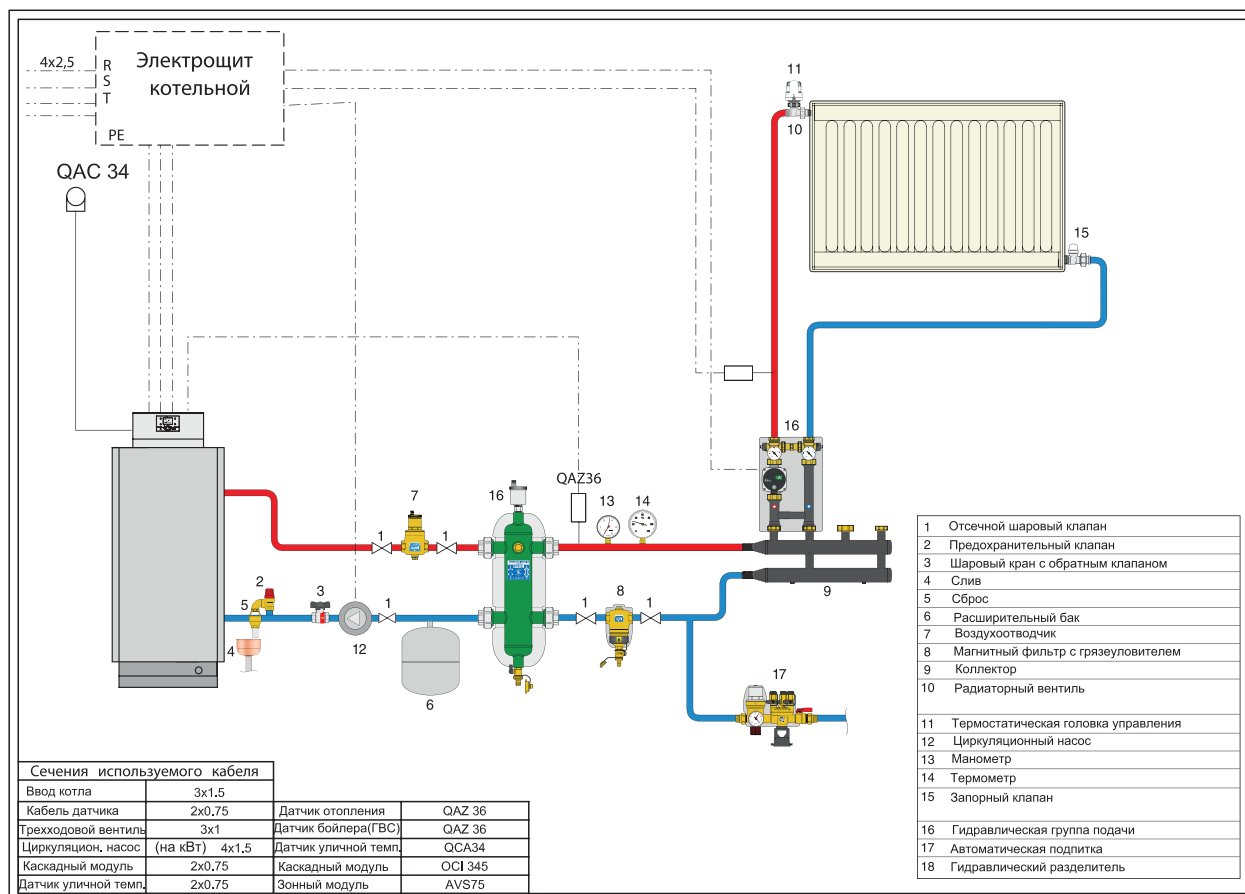 4x2,5
R
S
T
PE
Электрощит
котельной
QAC 34
11
10
15
16
7
16
QAZ36
13
14
1
1
2
5
4
3
12
1
6
1
8
1
9
17
1 Отсечной шаровый клапан
2 Предохранительный клапан
3 Шаровый кран с обратным клапаном
4 Слив
5 Сброс
6 Расширительный бак
7 Воздухоотводчик
8 Магнитный фильтр с грязеуловителем
9 Коллектор
10 Радиаторный вентиль
11 Термостатическая головка управления
12 Циркуляционный насос
13 Манометр
14 Термометр
15 Запорный клапан
16 Гидравлическая группа подачи
17 Автоматическая подпитка
18 Гидравлический разделитель
Сечения используемого кабеля
Ввод котла 3x1.5
Кабель датчика 2x0.75 Датчик отопления QAZ 36
Трехходовой вентиль 3x1 Датчик бойлера(ГВС) QAZ 36
Циркуляцион. насос (на кВт) 4x1.5 Датчик уличной темп. QCA34
Каскадный модуль 2x0.75 Каскадный модуль OCI 345
Датчик уличной темп. 2x0.75 Зонный модуль AVS75